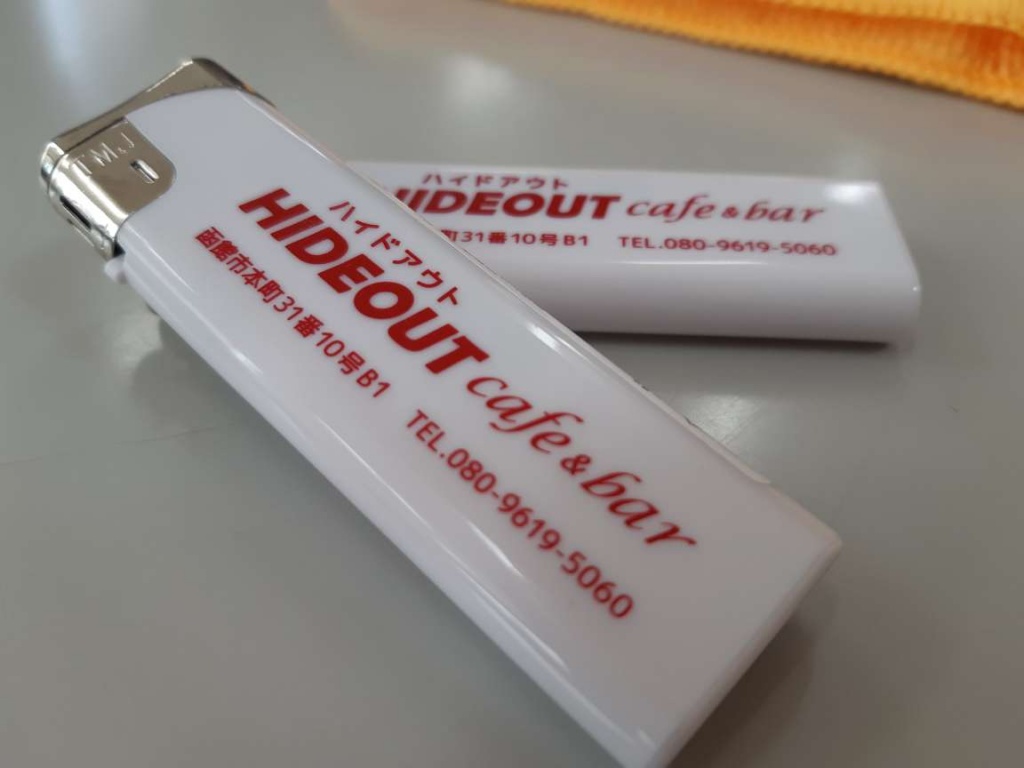 TMJ
ハイドアウト
HIDEOUT cafe & bar
函館市本町31番10号B1 TEL.080-9619-5060
ハイドアウト
HIDEOUT cafe & bar
町31番10号B1 TEL.080-9619-5060